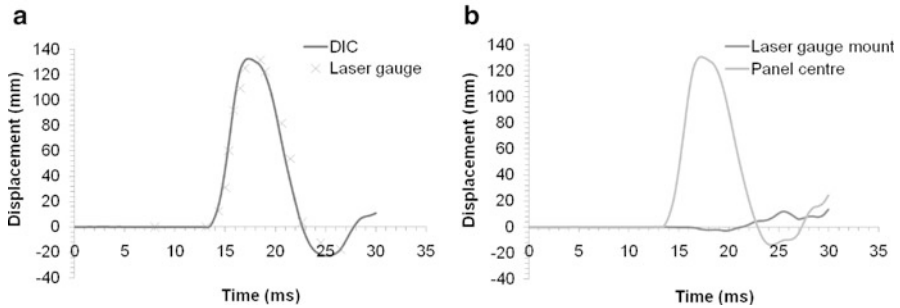 a
140
120
100
80
60
40
20
0
-20
-40
Displacement (mm)
DIC
Laser gauge
0 5 10 15 20 25 30 35
Time (ms)
b
140
120
100
80
60
40
20
0
-20
-40
Displacement (mm)
Laser gauge mount
Panel centre
0 5 10 15 20 25 30 35
Time (ms)